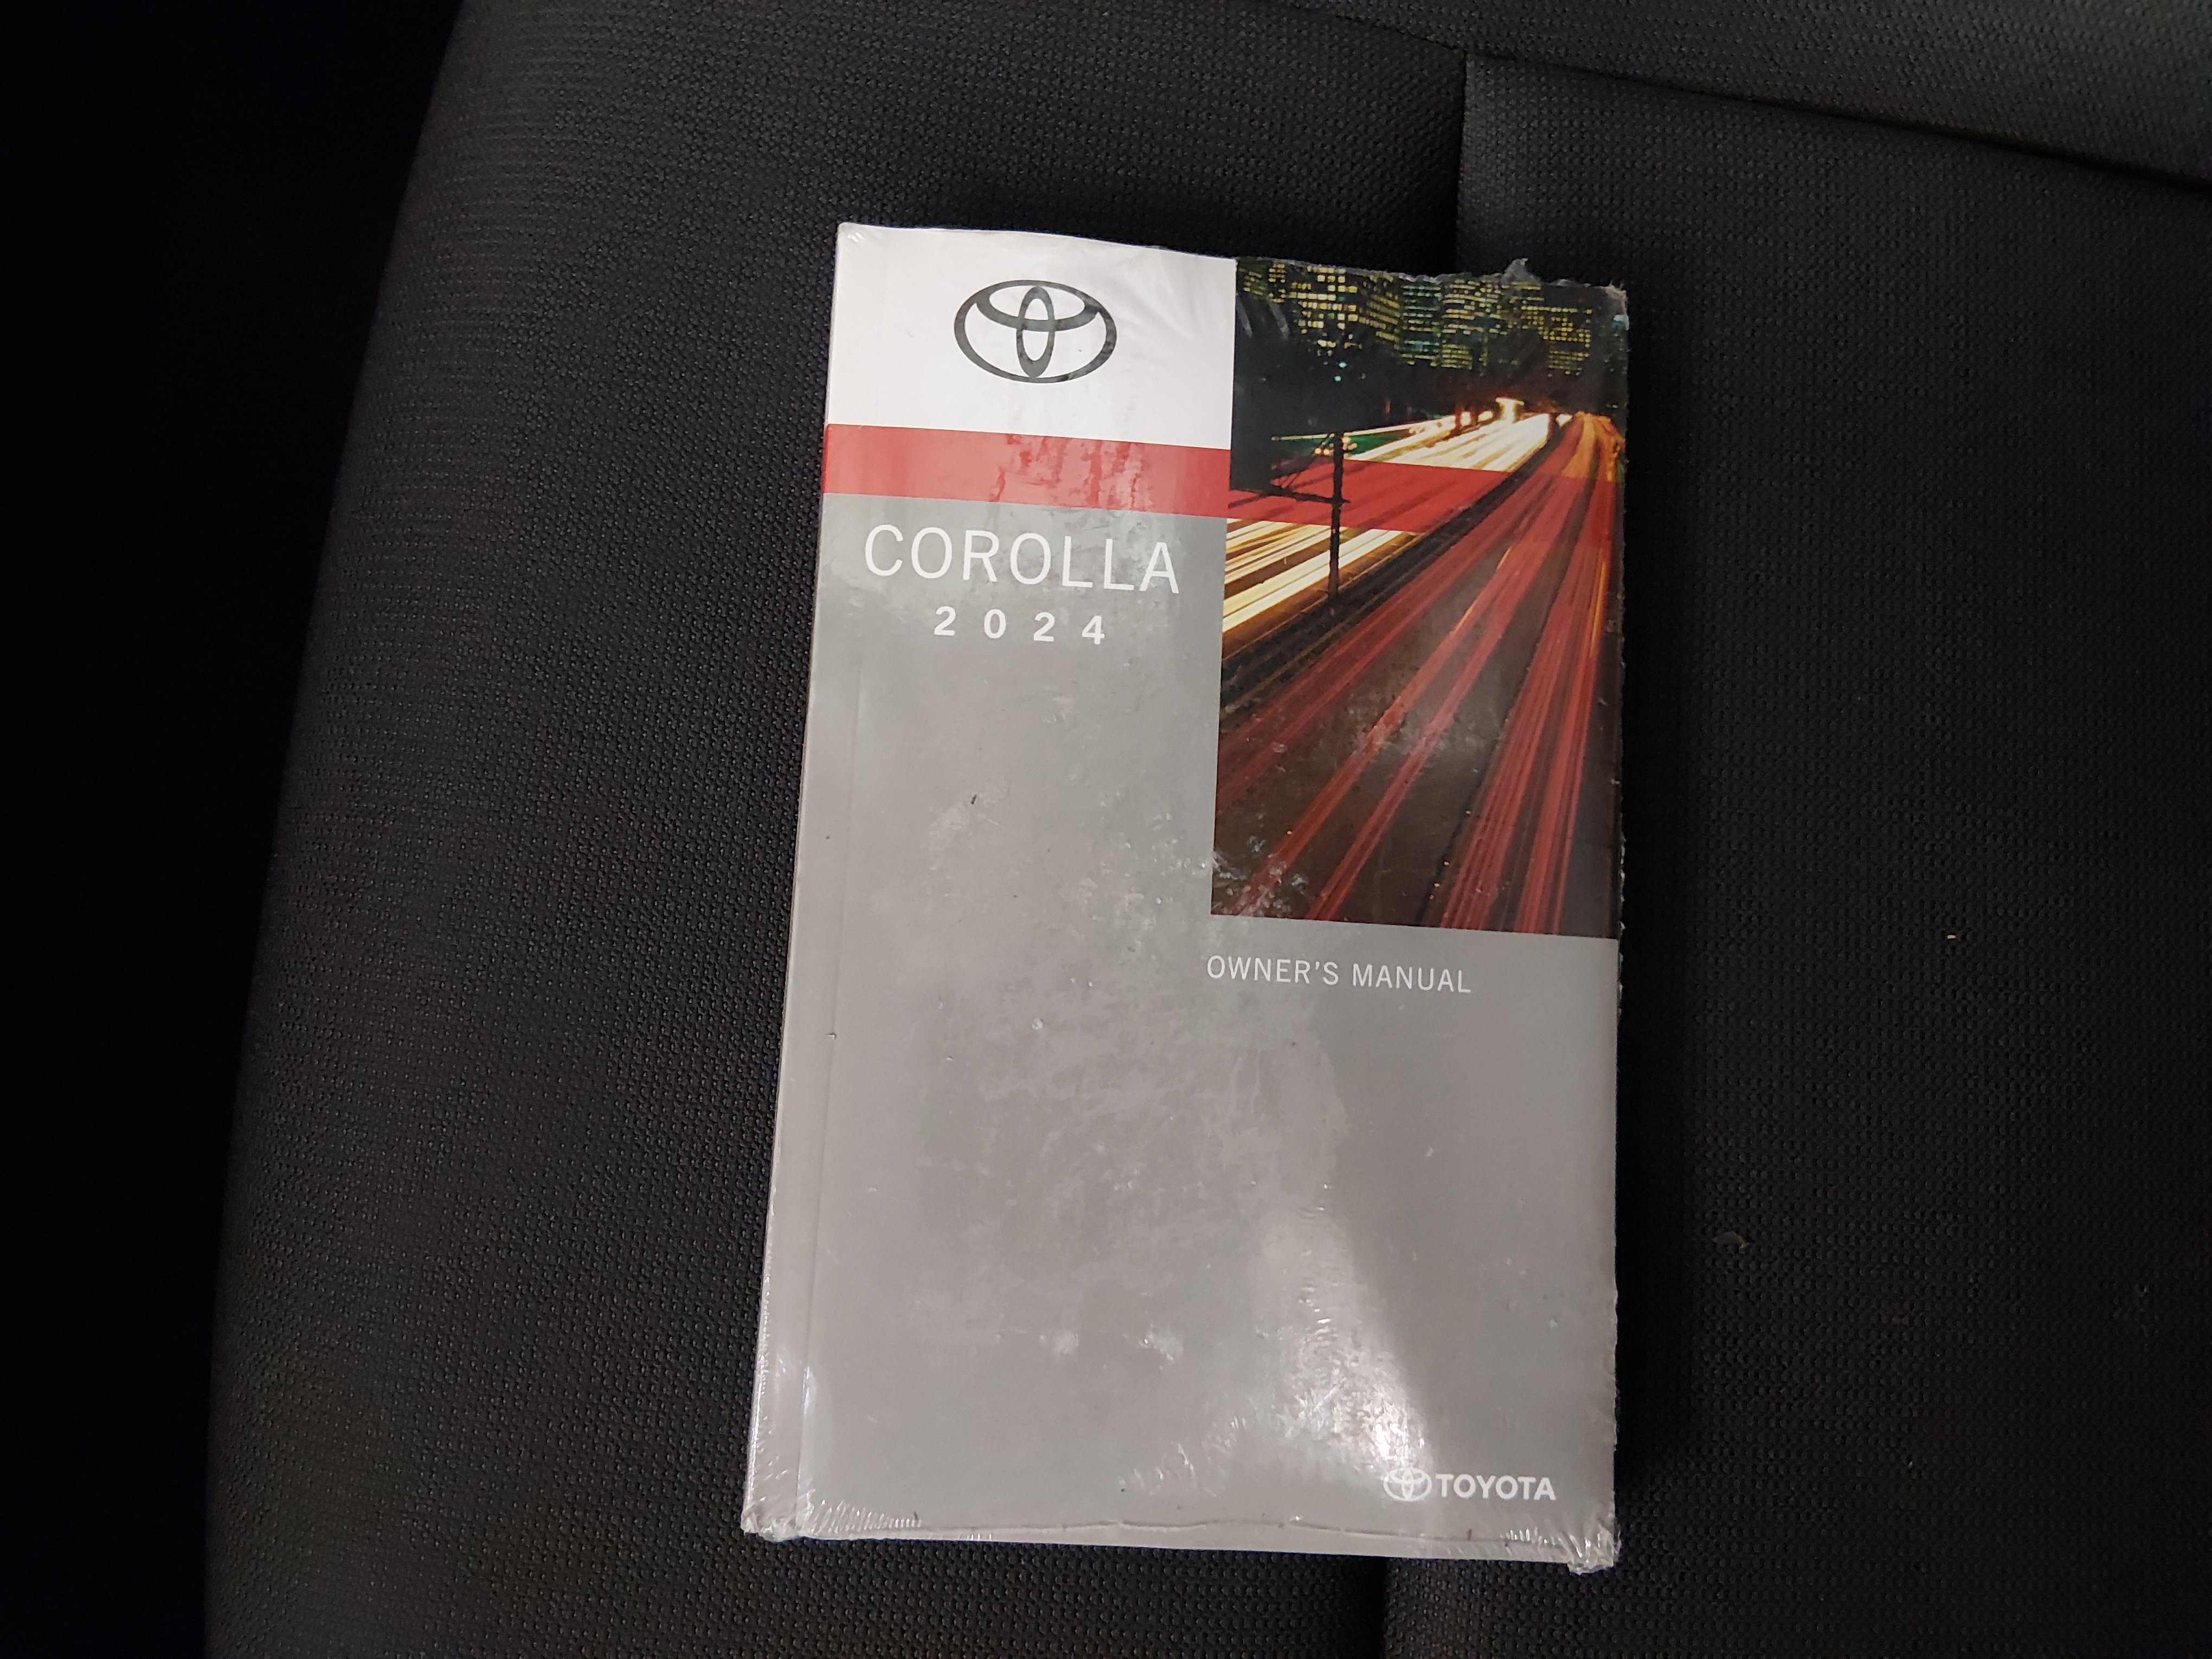 COROLLA
2024
OWNER'S MANUAL
TOYOTA